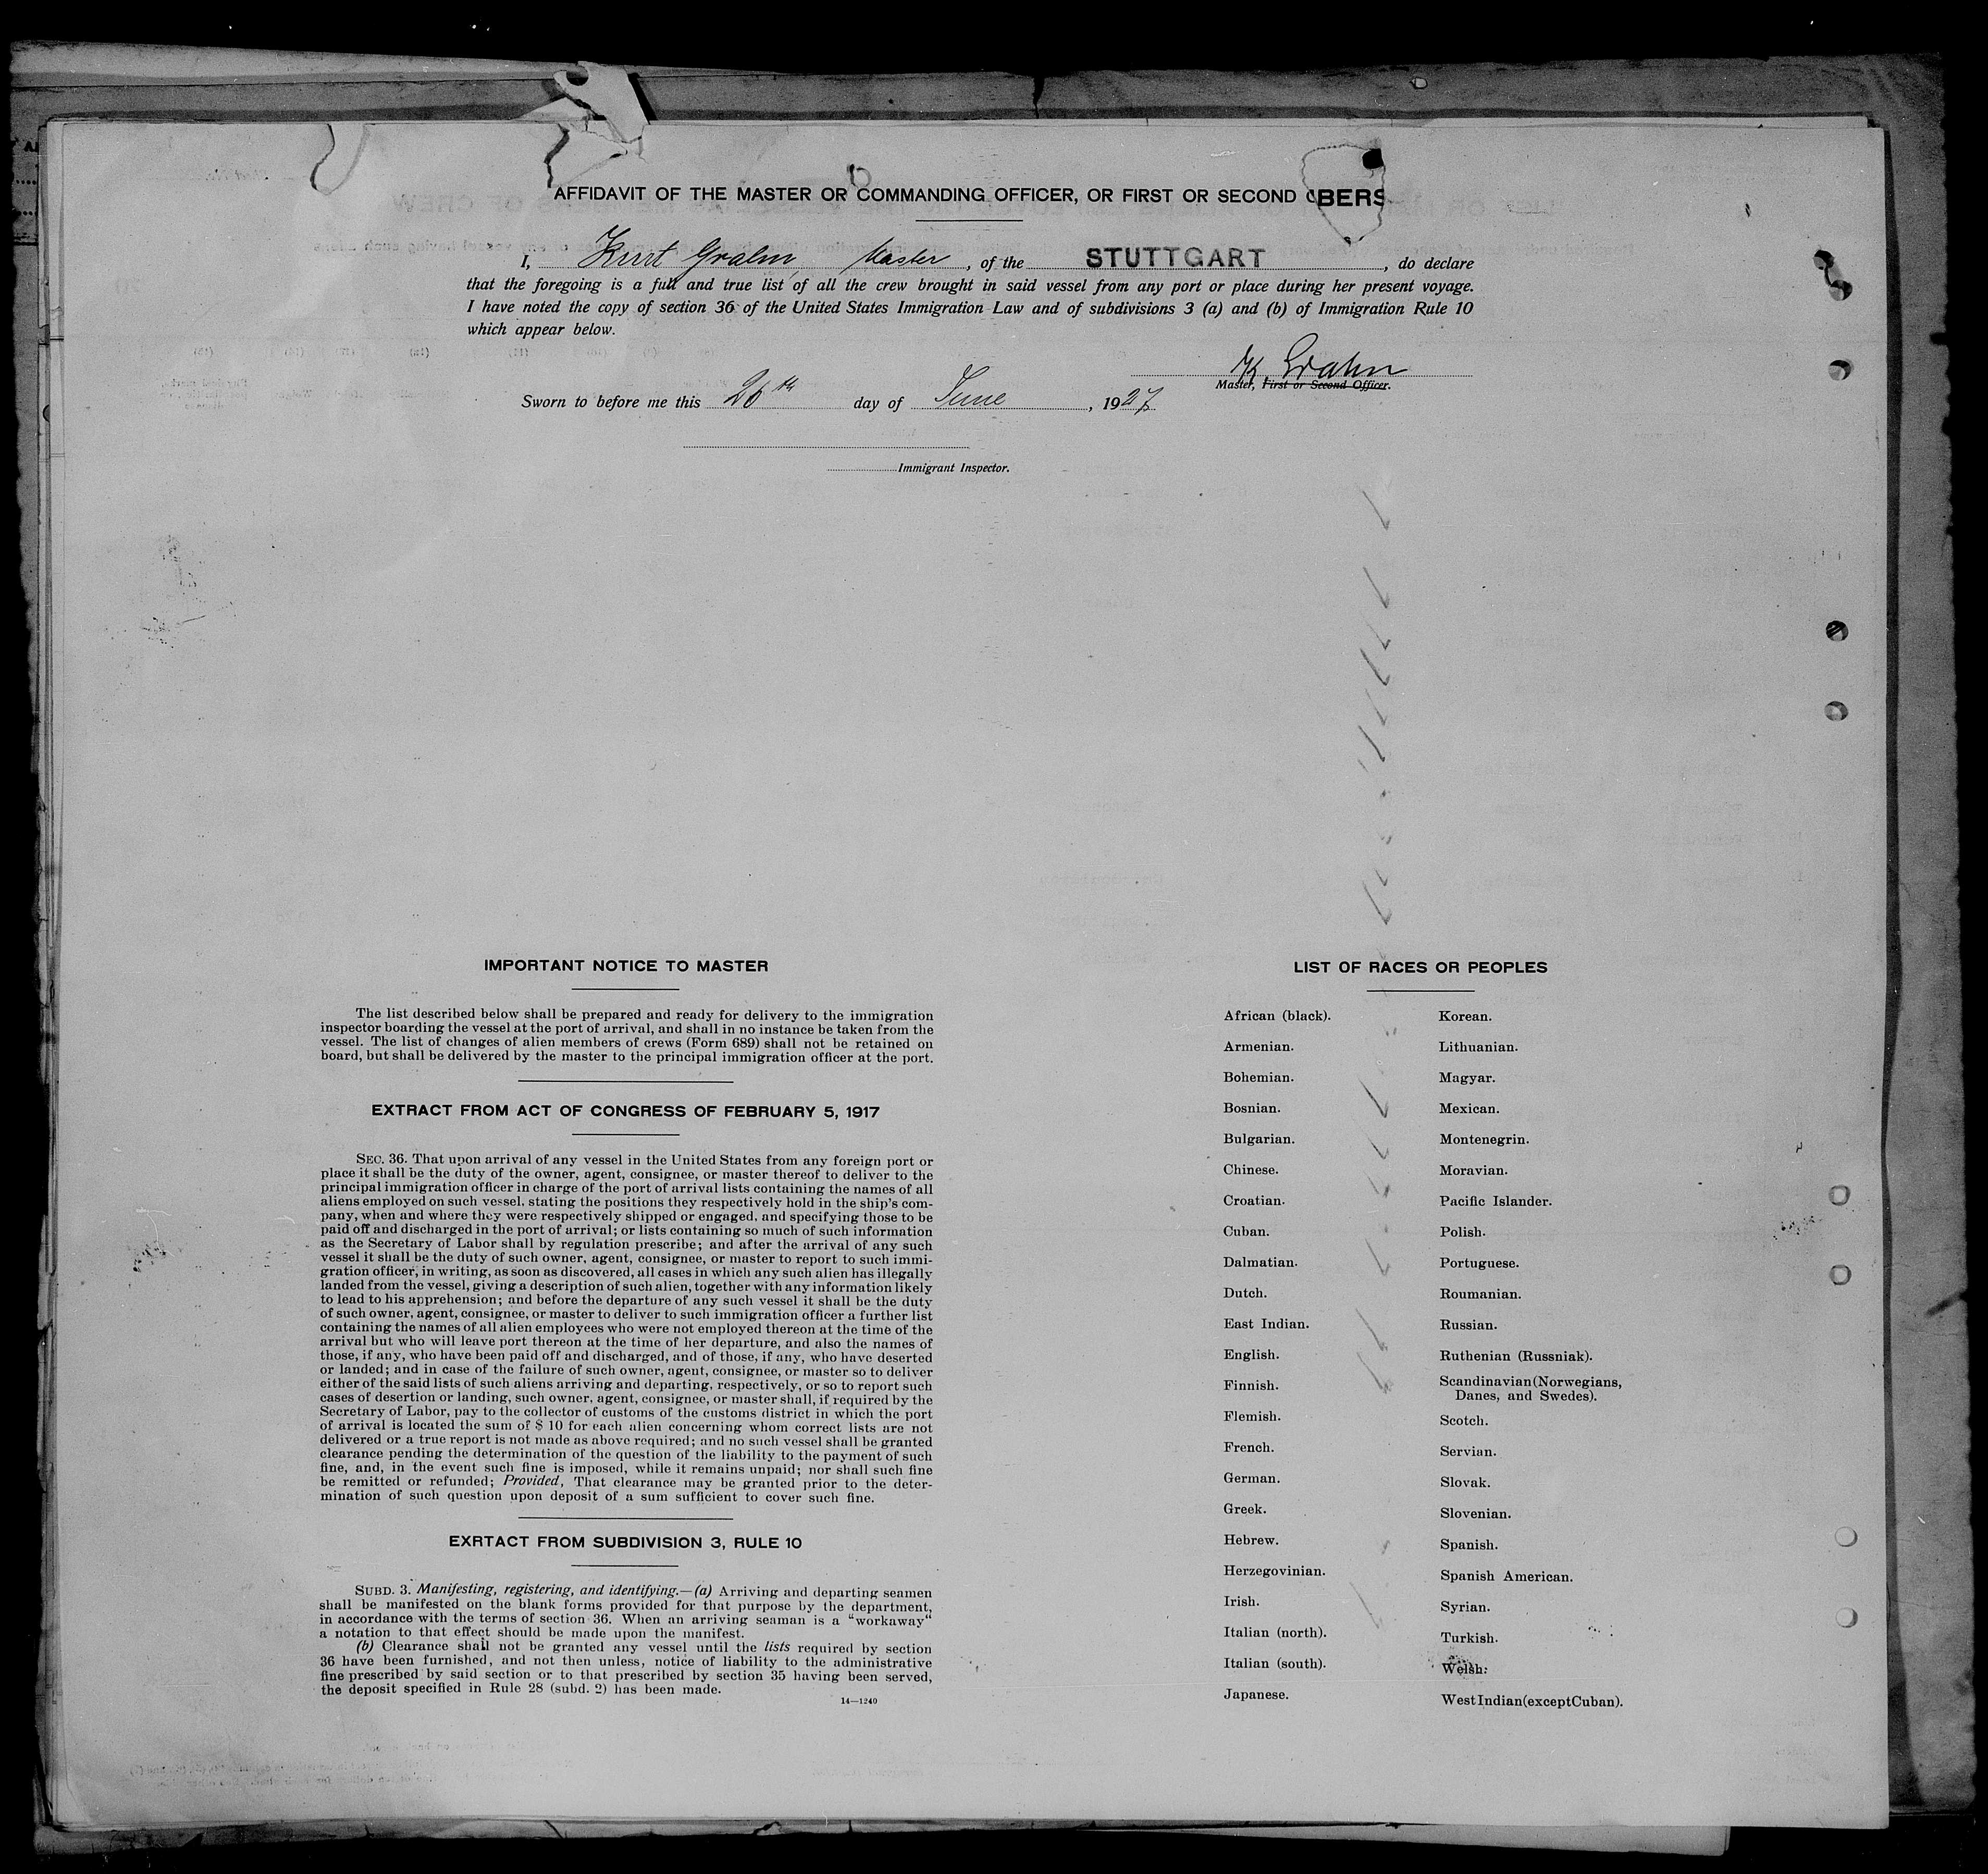 AFFIDAVIT OF THE MASTER OR COMMANDING OFFICER, OR FIRST OR SECOND
BERS
I, Kurt Grahn, Master, of the STUTTGART, do declare
that the foregoing is a full and true list of all the crew brought in said vessel from any port or place during her present voyage.
I have noted the copy of section 36 of the United States Immigration Law and of subdivisions 3 (a) and (b) of Immigration Rule 10
which appear below.
K Grahn
Master, First or Second Officer.
Sworn to before me this 26th day of June, 1927
Immigrant Inspector.
IMPORTANT NOTICE TO MASTER
The list described below shall be prepared and ready for delivery to the immigration
inspector boarding the vessel at the port of arrival, and shall in no instance be taken from the
vessel. The list of changes of alien members of crews (Form 689) shall not be retained on
board, but shall be delivered by the master to the principal immigration officer at the port.
EXTRACT FROM ACT OF CONGRESS OF FEBRUARY 5, 1917
SEC. 36. That upon arrival of any vessel in the United States from any foreign port or
place it shall be the duty of the owner, agent, consignee, or master thereof to deliver to the
principal immigration officer in charge of the port of arrival lists containing the names of all
aliens employed on such vessel, stating the positions they respectively hold in the ship's com-
pany, when and where they were respectively shipped or engaged, and specifying those to be
paid off and discharged in the port of arrival; or lists containing so much of such information
as the Secretary of Labor shall by regulation prescribe; and after the arrival of any such
vessel it shall be the duty of such owner, agent, consignee, or master to report to such immi-
gration officer, in writing, as soon as discovered, all cases in which any such alien has illegally
landed from the vessel, giving a description of such alien, together with any information likely
to lead to his apprehension; and before the departure of any such vessel it shall be the duty
of such owner, agent, consignee, or master to deliver to such immigration officer a further list
containing the names of all alien employees who were not employed thereon at the time of the
arrival but who will leave port thereon at the time of her departure, and also the names of
those, if any, who have been paid off and discharged, and of those, if any, who have deserted
or landed; and in case of the failure of such owner, agent, consignee, or master so to deliver
either of the said lists of such aliens arriving and departing, respectively, or so to report such
cases of desertion or landing, such owner, agent, consignee, or master shall, if required by the
Secretary of Labor, pay to the collector of customs of the customs district in which the port
of arrival is located the sum of $ 10 for each alien concerning whom correct lists are not
delivered or a true report is not made as above required; and no such vessel shall be granted
clearance pending the determination of the question of the liability to the payment of such
fine, and, in the event such fine is imposed, while it remains unpaid; nor shall such fine
be remitted or refunded; Provided, That clearance may be granted prior to the deter-
mination of such question upon deposit of a sum sufficient to cover such fine.
EXRTACT FROM SUBDIVISION 3, RULE 10
SUBD. 3. Manifesting, registering, and identifying.—(a) Arriving and departing seamen
shall be manifested on the blank forms provided for that purpose by the department,
in accordance with the terms of section 36. When an arriving seaman is a "workaway"
a notation to that effect should be made upon the manifest.
(b) Clearance shall not be granted any vessel until the lists required by section
36 have been furnished, and not then unless, notice of liability to the administrative
fine prescribed by said section or to that prescribed by section 35 having been served,
the deposit specified in Rule 28 (subd. 2) has been made.
14—1240
LIST OF RACES OR PEOPLES
African (black).
Armenian.
Bohemian.
Bosnian.
Bulgarian.
Chinese.
Croatian.
Cuban.
Dalmatian.
Dutch.
East Indian.
English.
Finnish.
Flemish.
French.
German.
Greek.
Hebrew.
Herzegovinian.
Irish.
Italian (north).
Italian (south).
Japanese.
Korean.
Lithuanian.
Magyar.
Mexican.
Montenegrin.
Moravian.
Pacific Islander.
Polish.
Portuguese.
Roumanian.
Russian.
Ruthenian (Russniak).
Scandinavian (Norwegians,
Danes, and Swedes).
Scotch.
Servian.
Slovak.
Slovenian.
Spanish.
Spanish American.
Syrian.
Turkish.
Welsh.
West Indian (except Cuban).